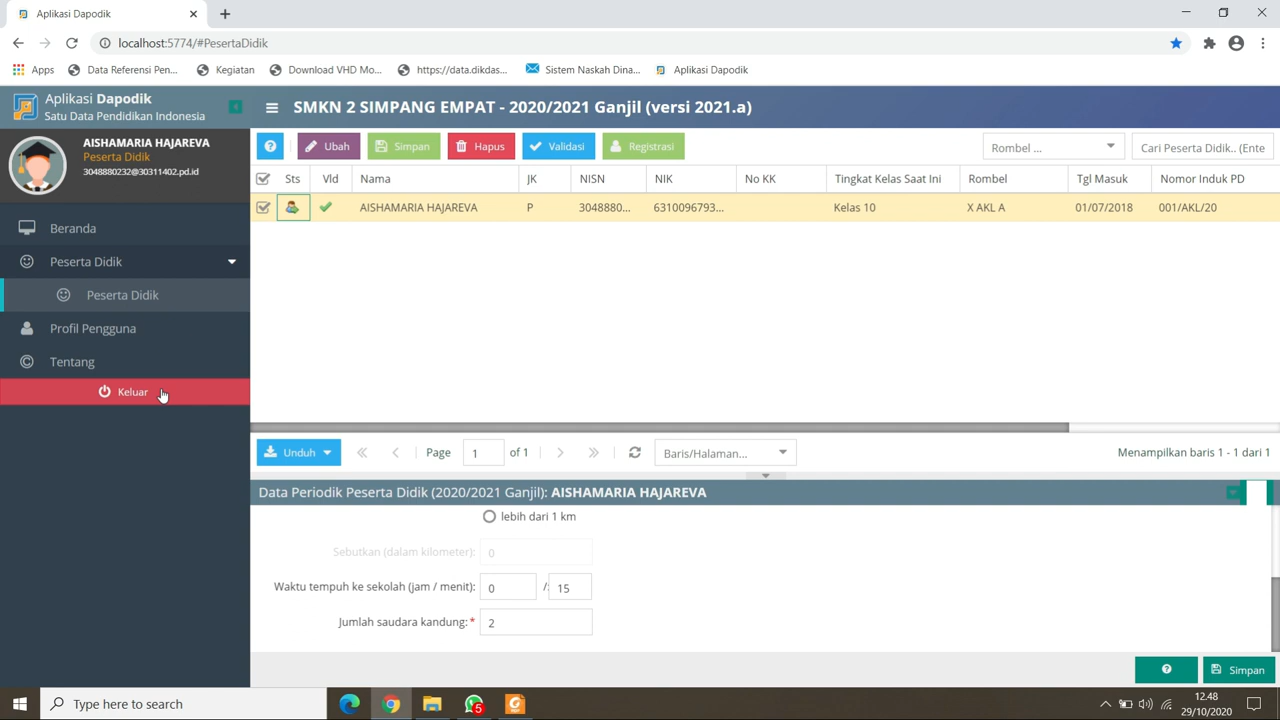 Aplikasi Dapodik
localhost:5774/#PesertaDidik
Apps
Data Referensi Pen...
Kegiatan
Download VHD Mo...
https://data.dikdas...
Sistem Naskah Dina...
Aplikasi Dapodik
Aplikasi Dapodik
Satu Data Pendidikan Indonesia
SMKN 2 SIMPANG EMPAT - 2020/2021 Ganjil (versi 2021.a)
AISHAMARIA HAJAREVA
Peserta Didik
3048880232@30311402.pd.id
Ubah
Simpan
Hapus
Validasi
Registrasi
Rombel ...
Cari Peserta Didik.. (Ente
Sts
Vld
Nama
JK
NISN
NIK
No KK
Tingkat Kelas Saat Ini
Rombel
Tgl Masuk
Nomor Induk PD
AISHAMARIA HAJAREVA
P
3048880...
6310096793...
Kelas 10
X AKL A
01/07/2018
001/AKL/20
Beranda
Peserta Didik
Peserta Didik
Profil Pengguna
Tentang
Keluar
Unduh
Page
1
of 1
Baris/Halaman...
Menampilkan baris 1 - 1 dari 1
Data Periodik Peserta Didik (2020/2021 Ganjil): AISHAMARIA HAJAREVA
lebih dari 1 km
Sebutkan (dalam kilometer):
0
Waktu tempuh ke sekolah (jam / menit):
0
/:
15
Jumlah saudara kandung:*
2
Simpan
Type here to search
5
12.48
29/10/2020